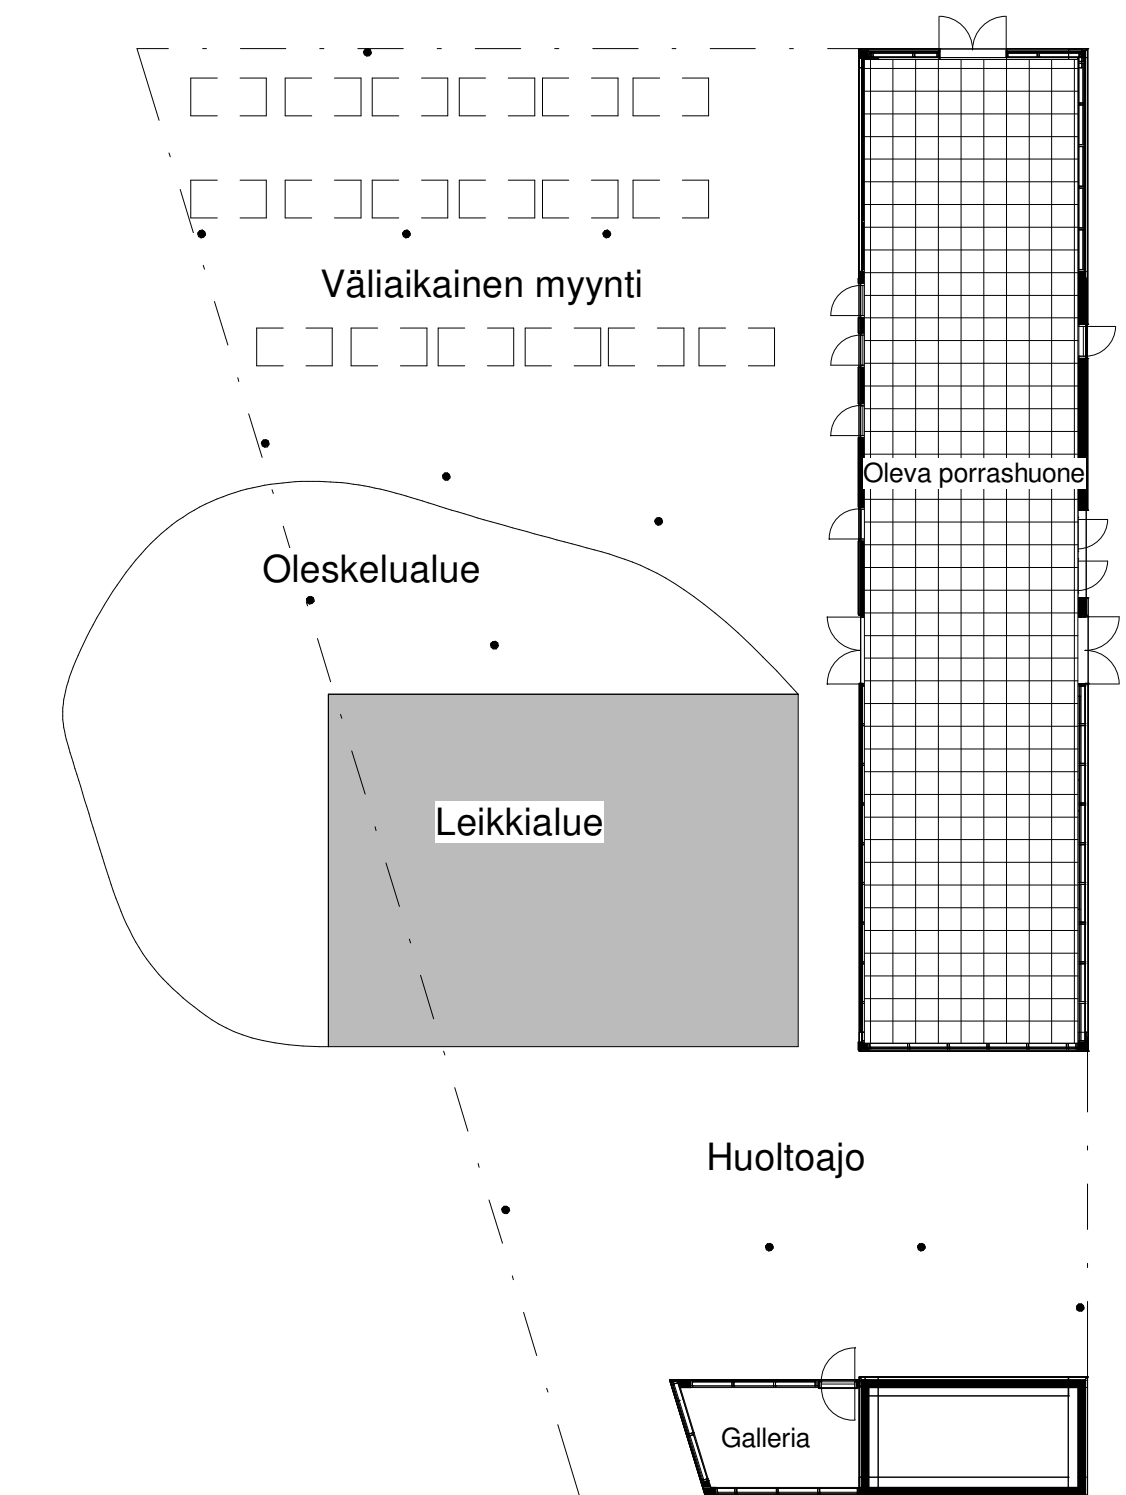 Väliaikainen myynti
Oleva porrashuone
Oleskelualue
Leikkialue
Huoltoajo
Galleria